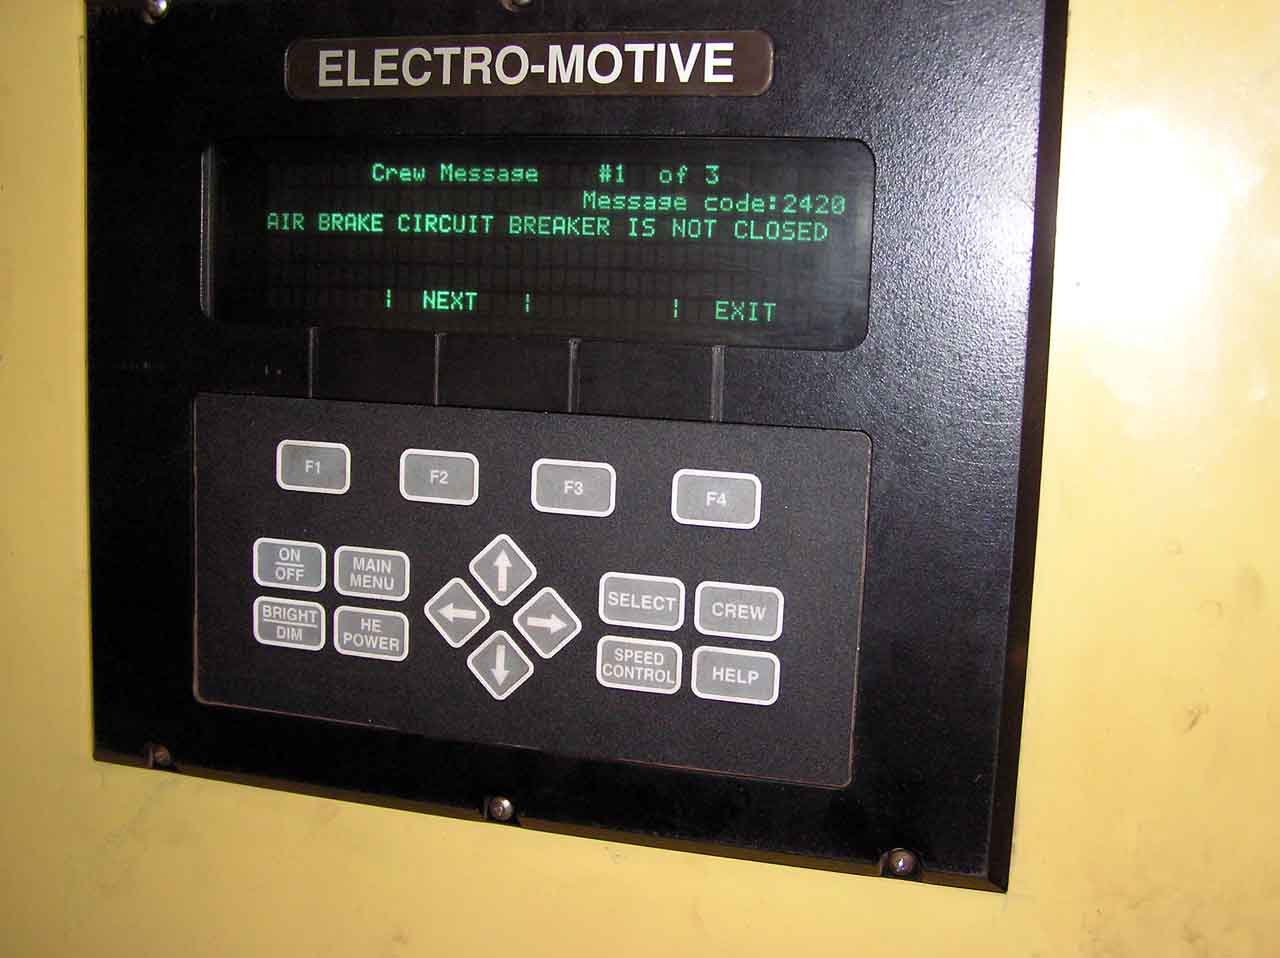 ELECTRO-MOTIVE
Crew Message #1 of 3
Message code:2420
AIR BRAKE CIRCUIT BREAKER IS NOT CLOSED
¦ NEXT ¦ ¦ EXIT
F1 F2 F3 F4
ON
OFF
MAIN
MENU
BRIGHT
DIM
HE
POWER
SELECT
CREW
SPEED
CONTROL
HELP